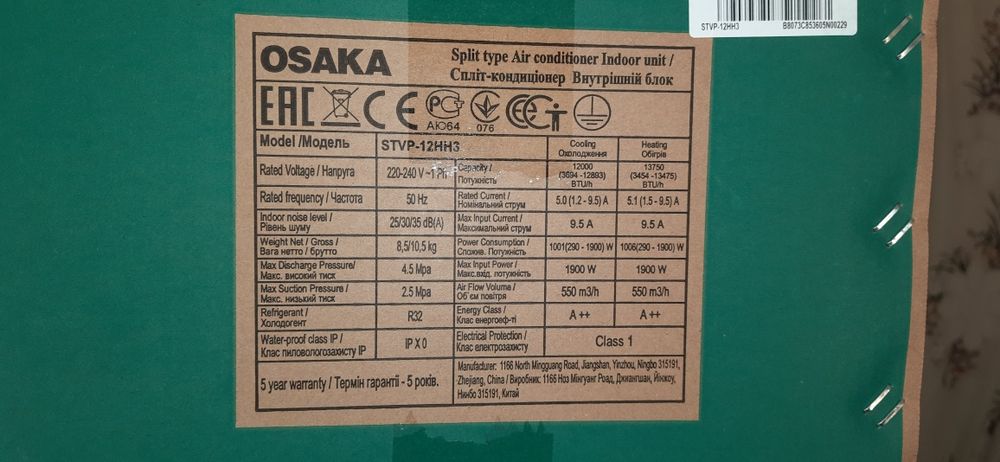 STVP-12HH3 B8073C853605N00229
OSAKA
Split type Air conditioner Indoor unit /
Спліт-кондиціонер Внутрішній блок
EAC CE РСТ АЮ64 076 CCC
Model /Модель STVP-12HH3
Cooling
Охолодження
Heating
Обігрів
Rated Voltage / Напруга 220-240 V ~1 PH
Capacity /
Потужність
12000
(3694 -12893)
BTU/h
13750
(3454 -13475)
BTU/h
Rated frequency / Частота 50 Hz
Rated Current /
Номінальний струм
5.0 (1.2 - 9.5) A 5.1 (1.5 - 9.5) A
Indoor noise level /
Рівень шуму
25/30/35 dB(A)
Max Input Current /
Максимальний струм
9.5 A 9.5 A
Weight Net / Gross /
Вага нетто / брутто
8,5/10,5 kg
Power Consumption /
Спожив. Потужність
1001(290 - 1900) W 1006(290 - 1900) W
Max Discharge Pressure/
Макс. високий тиск
4.5 Mpa
Max Input Power /
Макс.вхід. потужність
1900 W 1900 W
Max Suction Pressure /
Макс. низький тиск
2.5 Mpa
Air Flow Volume /
Об'єм повітря
550 m3/h 550 m3/h
Refrigerant /
Холодогент
R32
Energy Class /
Клас енергоеф-ті
A ++ A ++
Water-proof class IP /
Клас пиловологозахисту IP
IP X 0
Electrical Protection /
Клас електрозахисту
Class 1
5 year warranty / Термін гарантії - 5 років.
Manufacturer: 1166 North Mingguang Road, Jiangshan, Yinzhou, Ningbo 315191,
Zhejiang, China / Виробник: 1166 Ноз Мінгуанг Роад, Джиангшан, Йінжоу,
Нинбо 315191, Китай